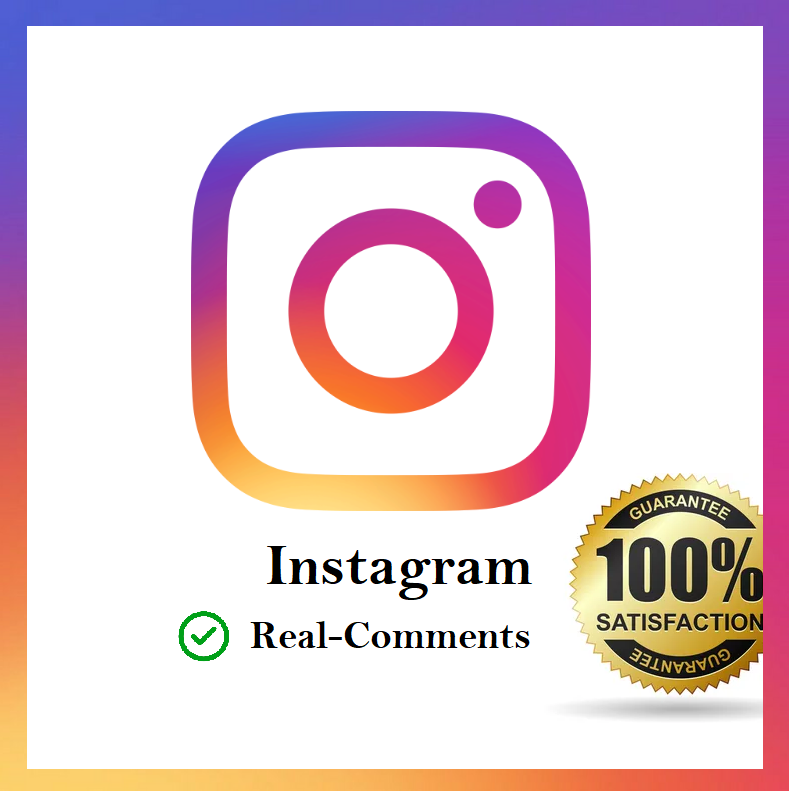 Instagram
Real-Comments
GUARANTEE
100%
SATISFACTION
GUARANTEE